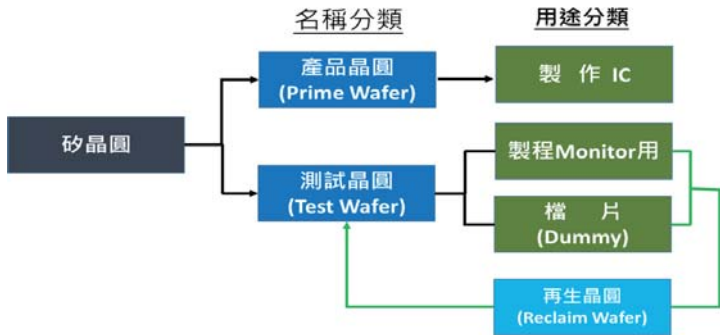 名稱分類
用途分類
產品晶圓
(Prime Wafer)
製 作 IC
矽晶圓
測試晶圓
(Test Wafer)
製程Monitor用
檔 片
(Dummy)
再生晶圓
(Reclaim Wafer)